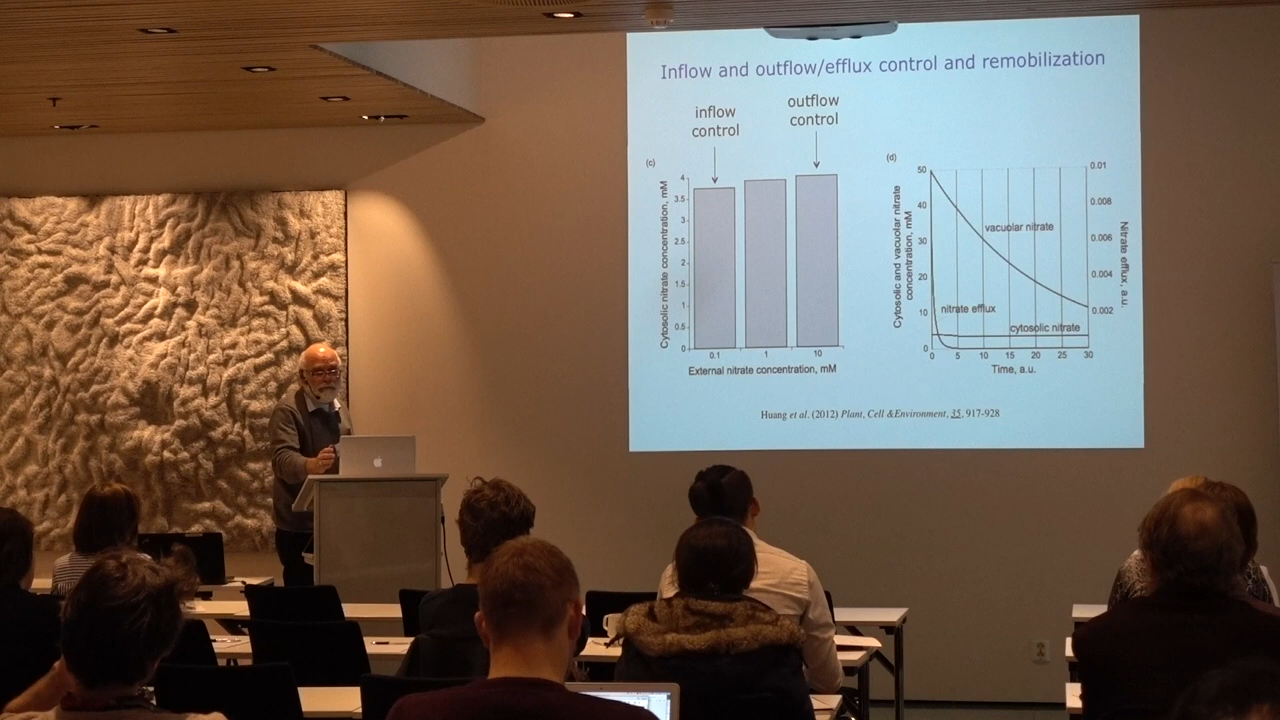 Inflow and outflow/efflux control and remobilization
inflow
control
outflow
control
(c)
Cytosolic nitrate concentration, mM
4
3.5
3
2.5
2
1.5
1
0.5
0
0.1
1
10
External nitrate concentration, mM
(d)
Cytosolic and vacuolar nitrate
concentration, mM
50
40
30
20
10
0
vacuolar nitrate
nitrate efflux
cytosolic nitrate
0.01
0.008
0.006
0.004
0.002
Nitrate efflux, a.u.
0
5
10
15
20
25
30
Time, a.u.
Huang et al. (2012) Plant, Cell &Environment, 35, 917-928